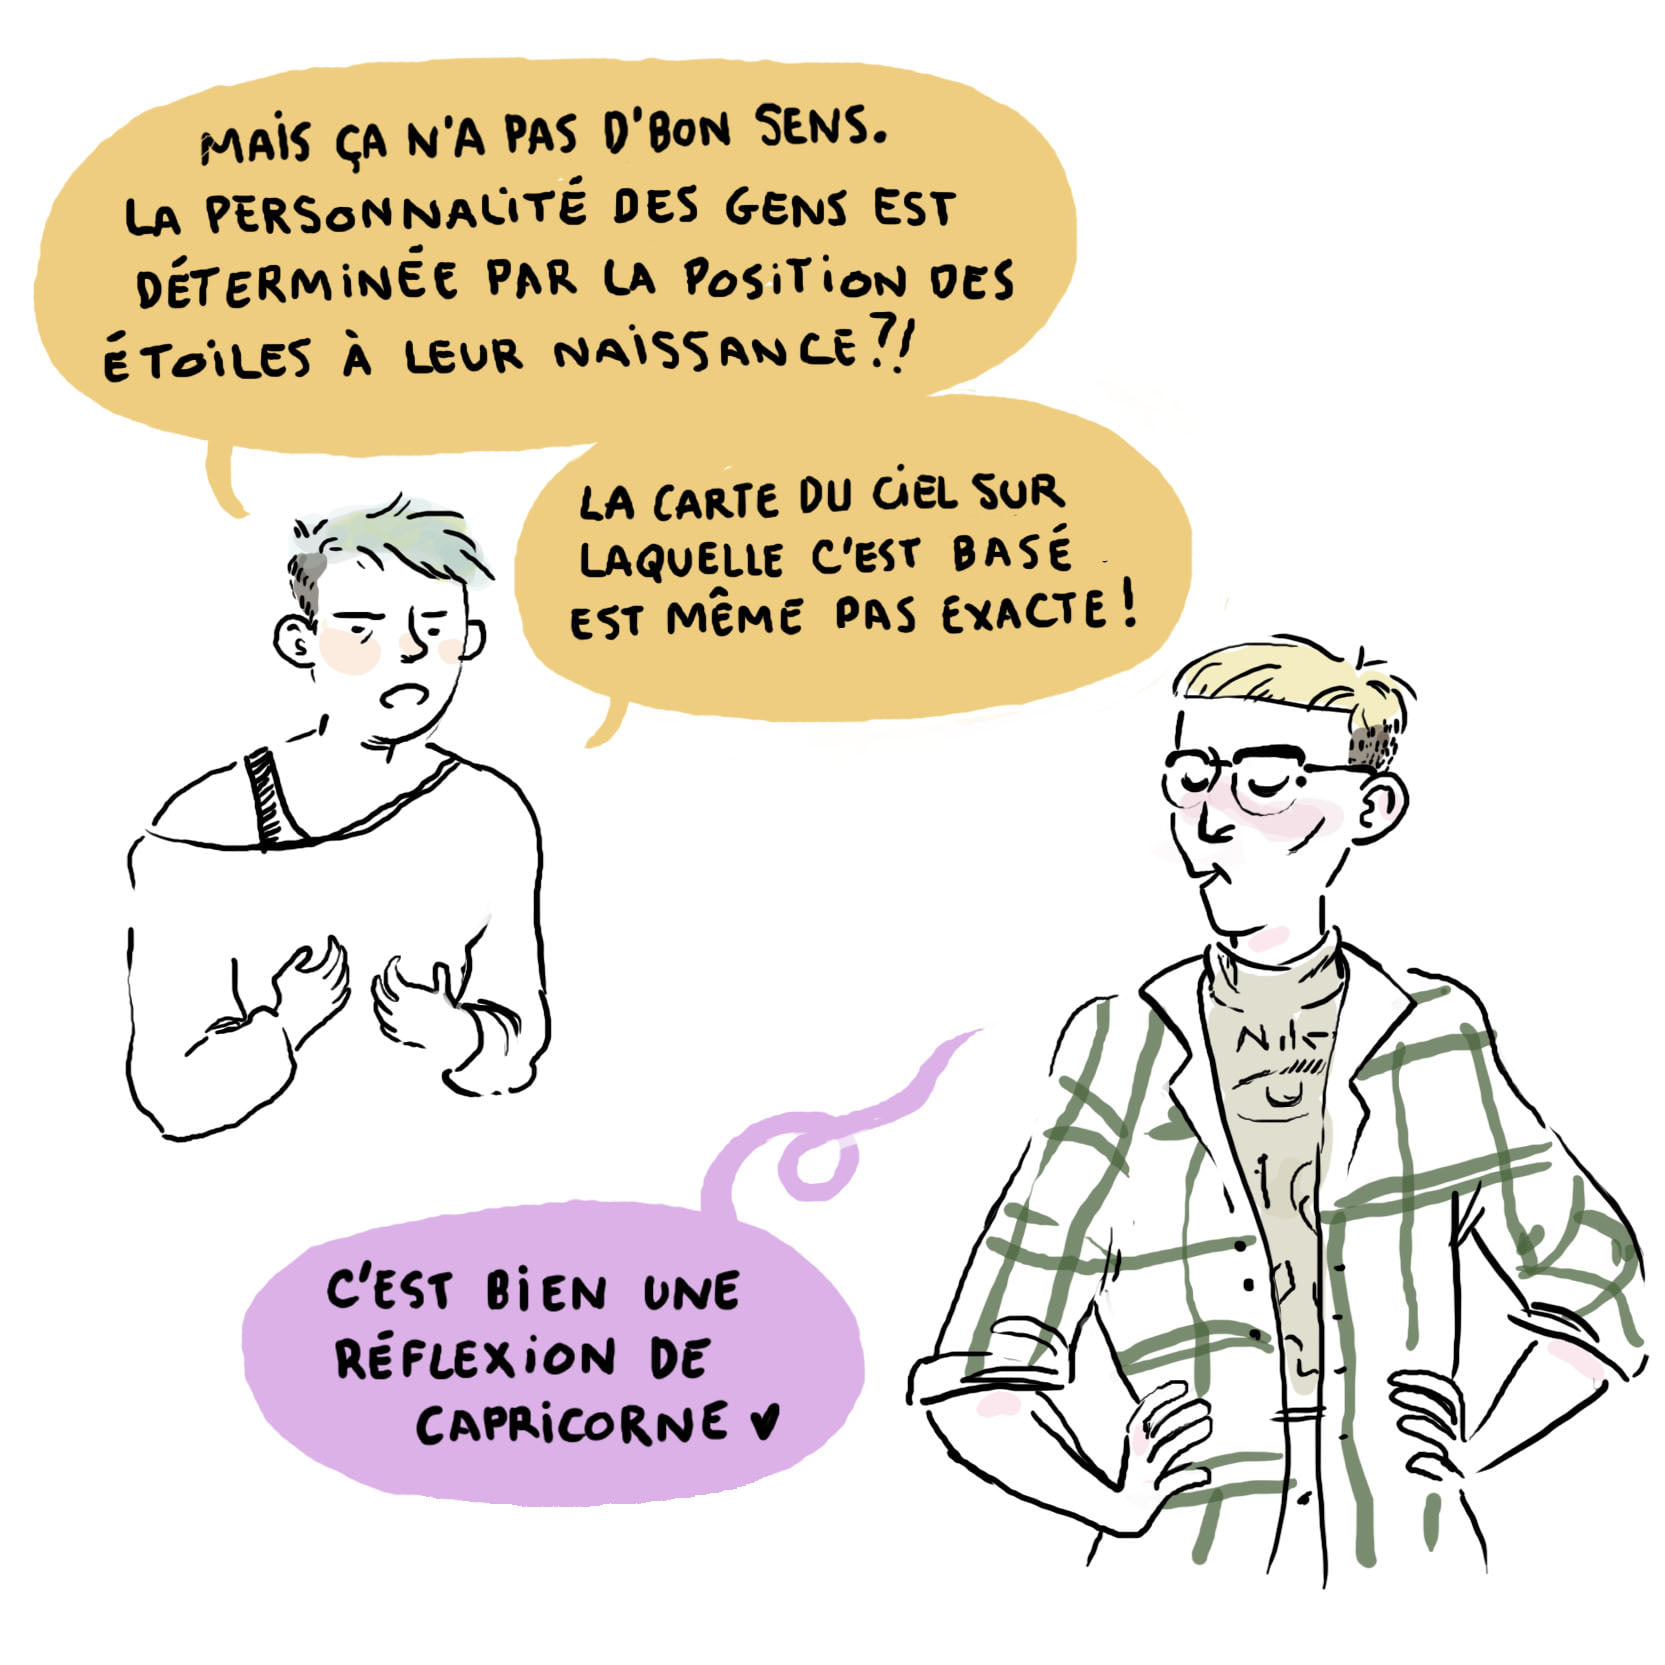 MAIS ÇA N'A PAS D'BON SENS.
LA PERSONNALITÉ DES GENS EST
DÉTERMINÉE PAR LA POSITION DES
ÉTOILES À LEUR NAISSANCE?!
LA CARTE DU CIEL SUR
LAQUELLE C'EST BASÉ
EST MÊME PAS EXACTE!
C'EST BIEN UNE
RÉFLEXION DE
CAPRICORNE ♥